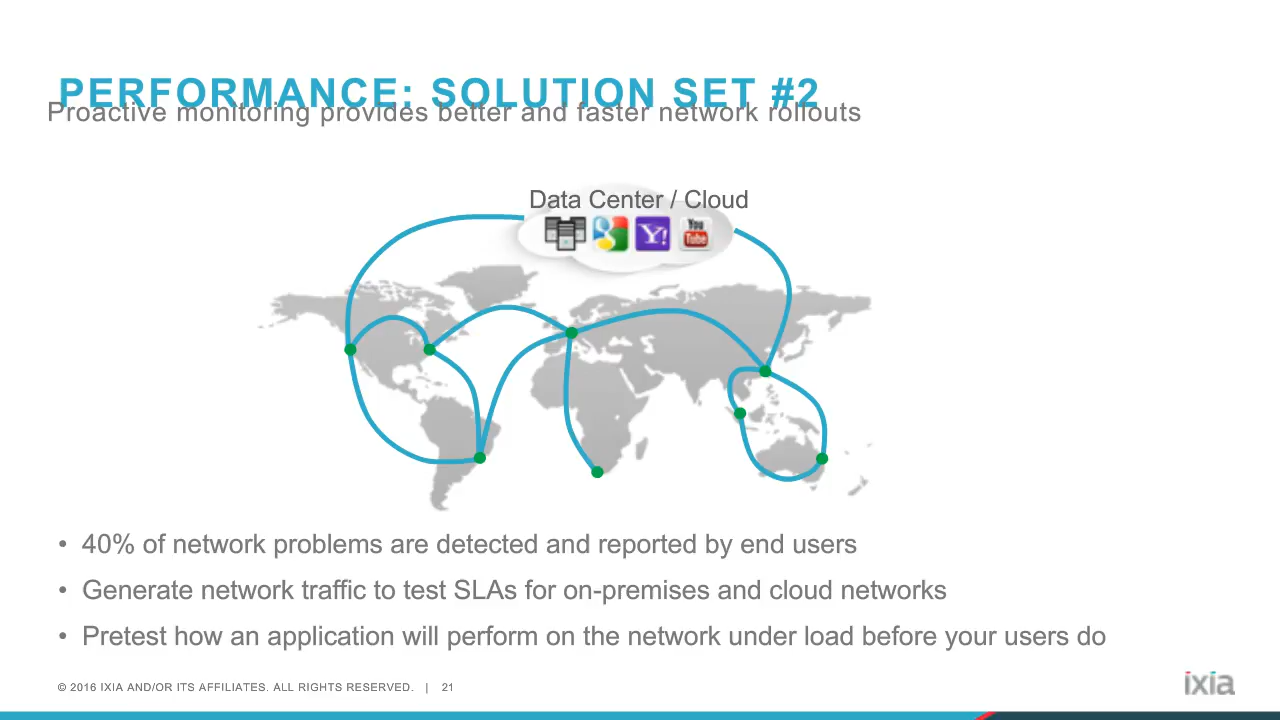 PERFORMANCE: SOLUTION SET #2
Proactive monitoring provides better and faster network rollouts
Data Center / Cloud
Y!
You
Tube
• 40% of network problems are detected and reported by end users
• Generate network traffic to test SLAs for on-premises and cloud networks
• Pretest how an application will perform on the network under load before your users do
© 2016 IXIA AND/OR ITS AFFILIATES. ALL RIGHTS RESERVED. | 21
ixia